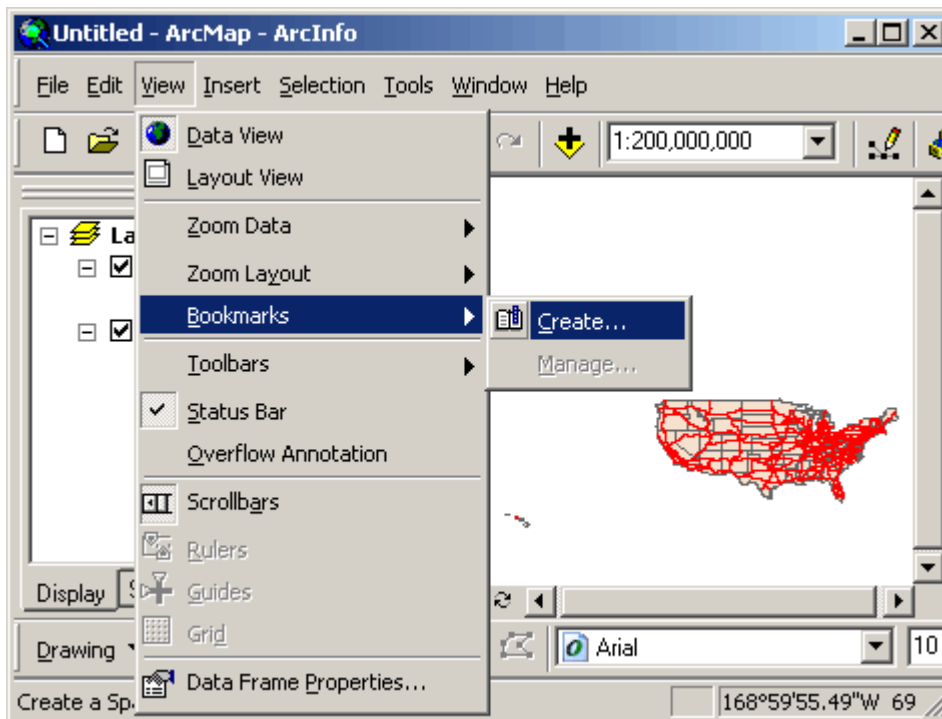 Untitled - ArcMap - ArcInfo
File Edit View Insert Selection Tools Window Help
1:200,000,000
Data View
Layout View
Zoom Data
Zoom Layout
Bookmarks
Create...
Manage...
Toolbars
Status Bar
Overflow Annotation
Scrollbars
Rulers
Guides
Grid
Data Frame Properties...
La
Display S
Drawing
Arial
10
Create a Sp
168°59'55.49"W 69